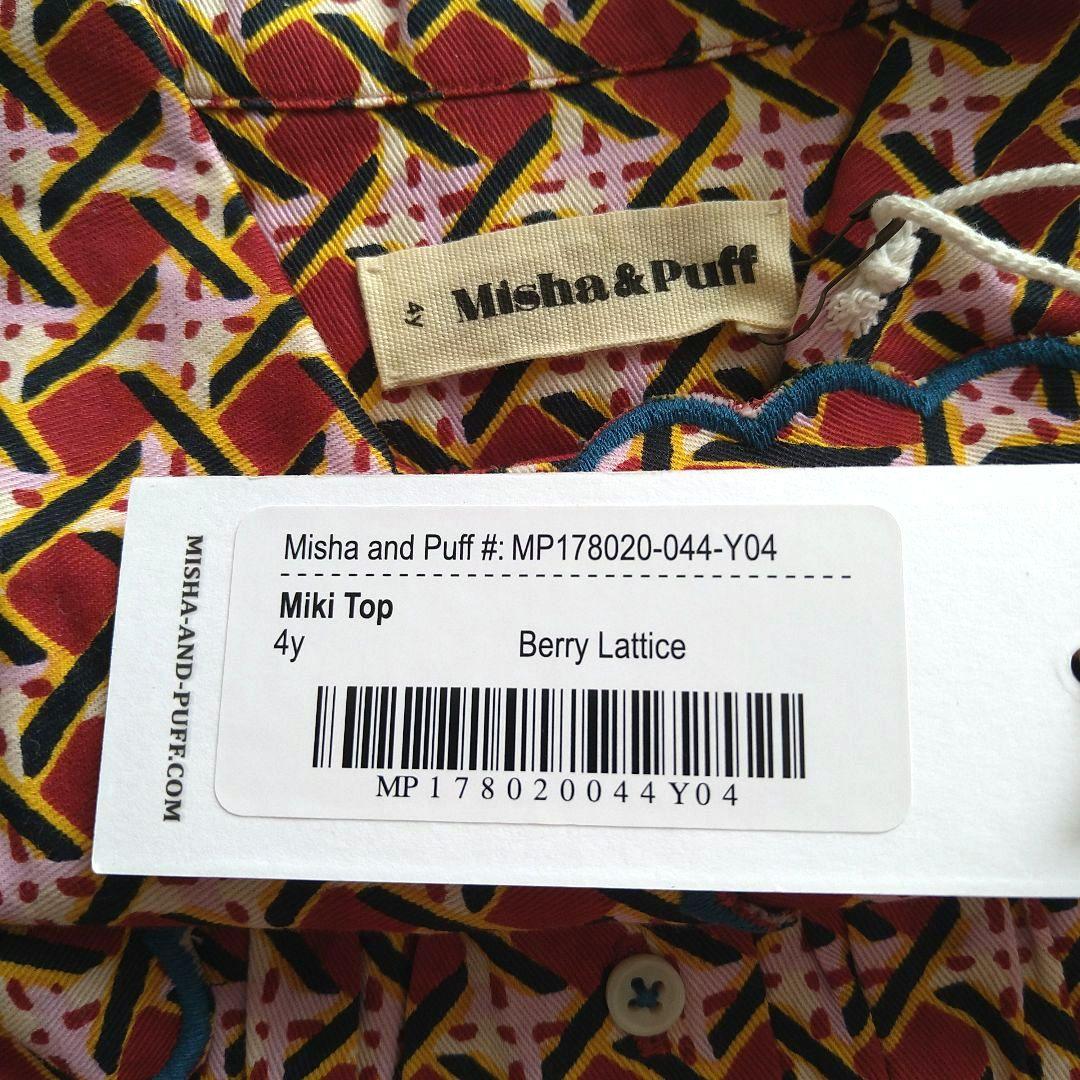 4Y
Misha & Puff
MISHA-AND-PUFF.COM
Misha and Puff #: MP178020-044-Y04
Miki Top
4y Berry Lattice
MP178020044Y04